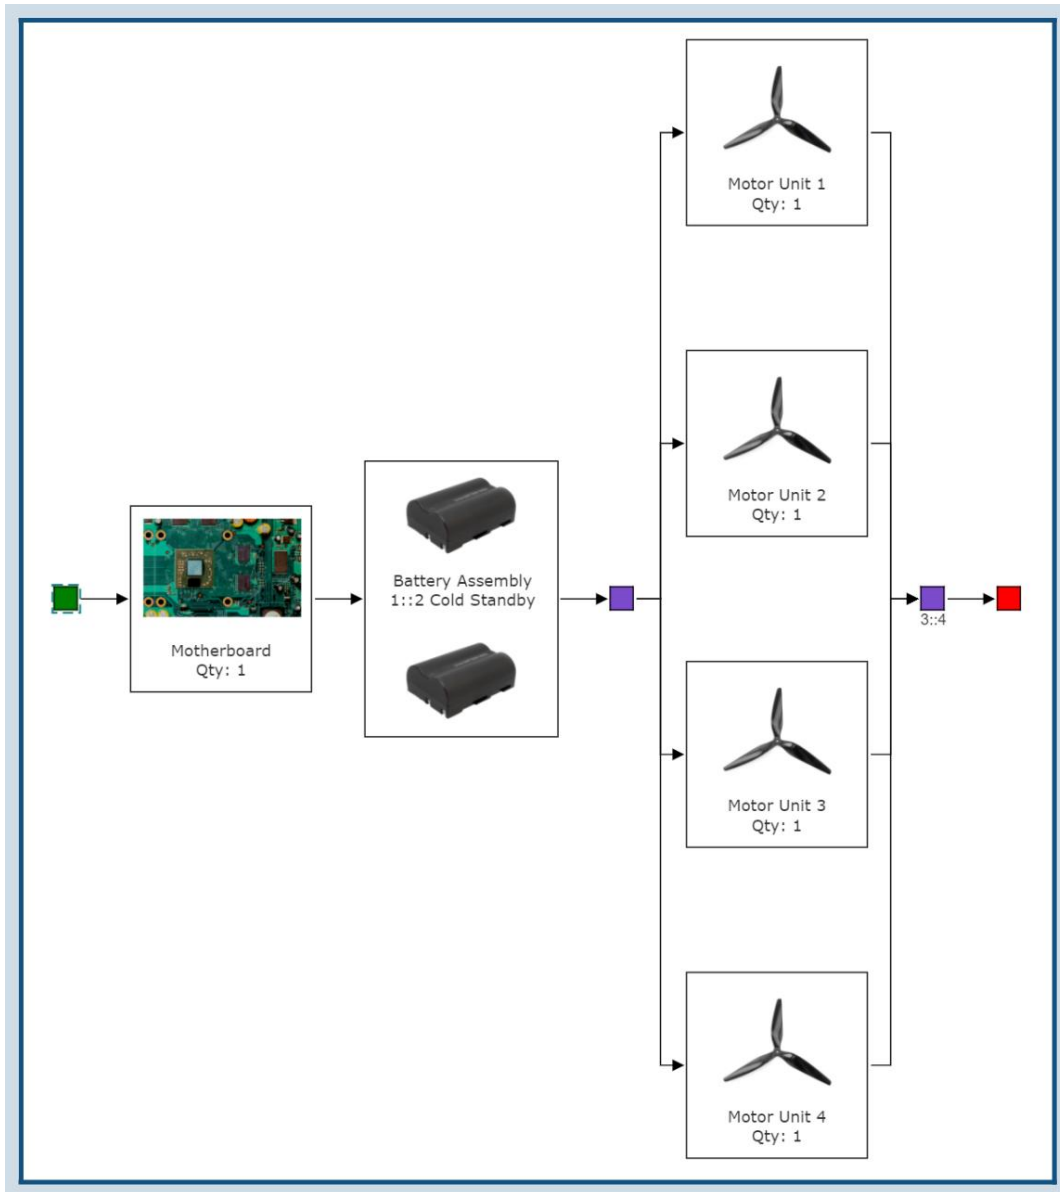 Motor Unit 1
Qty: 1
Motor Unit 2
Qty: 1
Motherboard
Qty: 1
Battery Assembly
1::2 Cold Standby
3::4
Motor Unit 3
Qty: 1
Motor Unit 4
Qty: 1